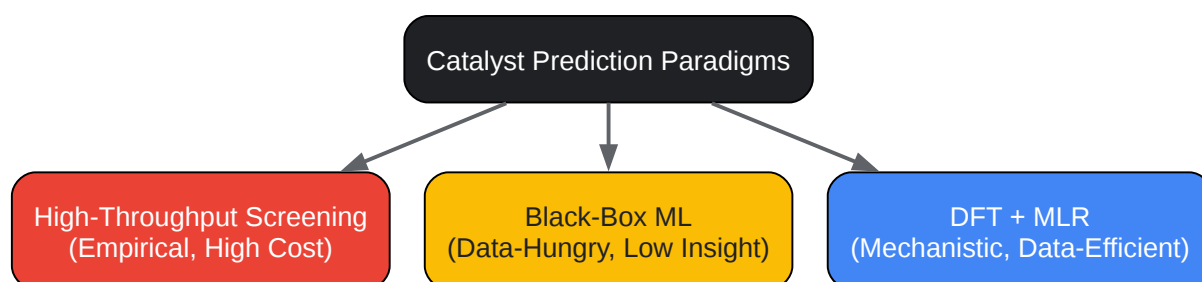 Catalyst Prediction Paradigms
High-Throughput Screening
(Empirical, High Cost)
Black-Box ML
(Data-Hungry, Low Insight)
DFT + MLR
(Mechanistic, Data-Efficient)